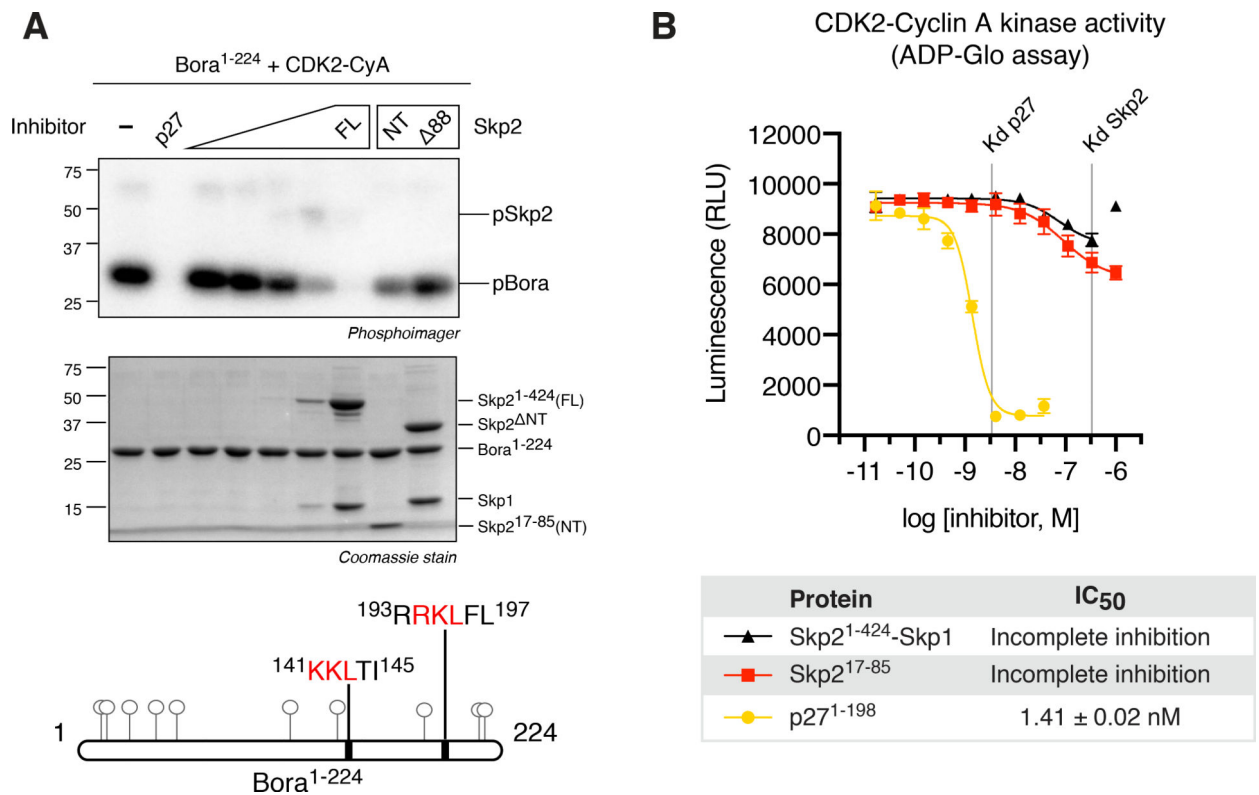 A
Bora1-224 + CDK2-CyA
Inhibitor – p27 FL NT Δ88 Skp2
75
50
37
25
pSkp2
pBora
Phosphoimager
75
50
37
25
15
Skp21-424(FL)
Skp2ΔNT
Bora1-224
Skp1
Skp217-85(NT)
Coomassie stain
193RRKLFL197
141KKLTI145
1
224
Bora1-224
B
CDK2-Cyclin A kinase activity
(ADP-Glo assay)
Kd p27
Kd Skp2
Luminescence (RLU)
12000
10000
8000
6000
4000
2000
0
-11 -10 -9 -8 -7 -6
log [inhibitor, M]
Protein IC50
Skp21-424-Skp1 Incomplete inhibition
Skp217-85 Incomplete inhibition
p271-198 1.41 ± 0.02 nM